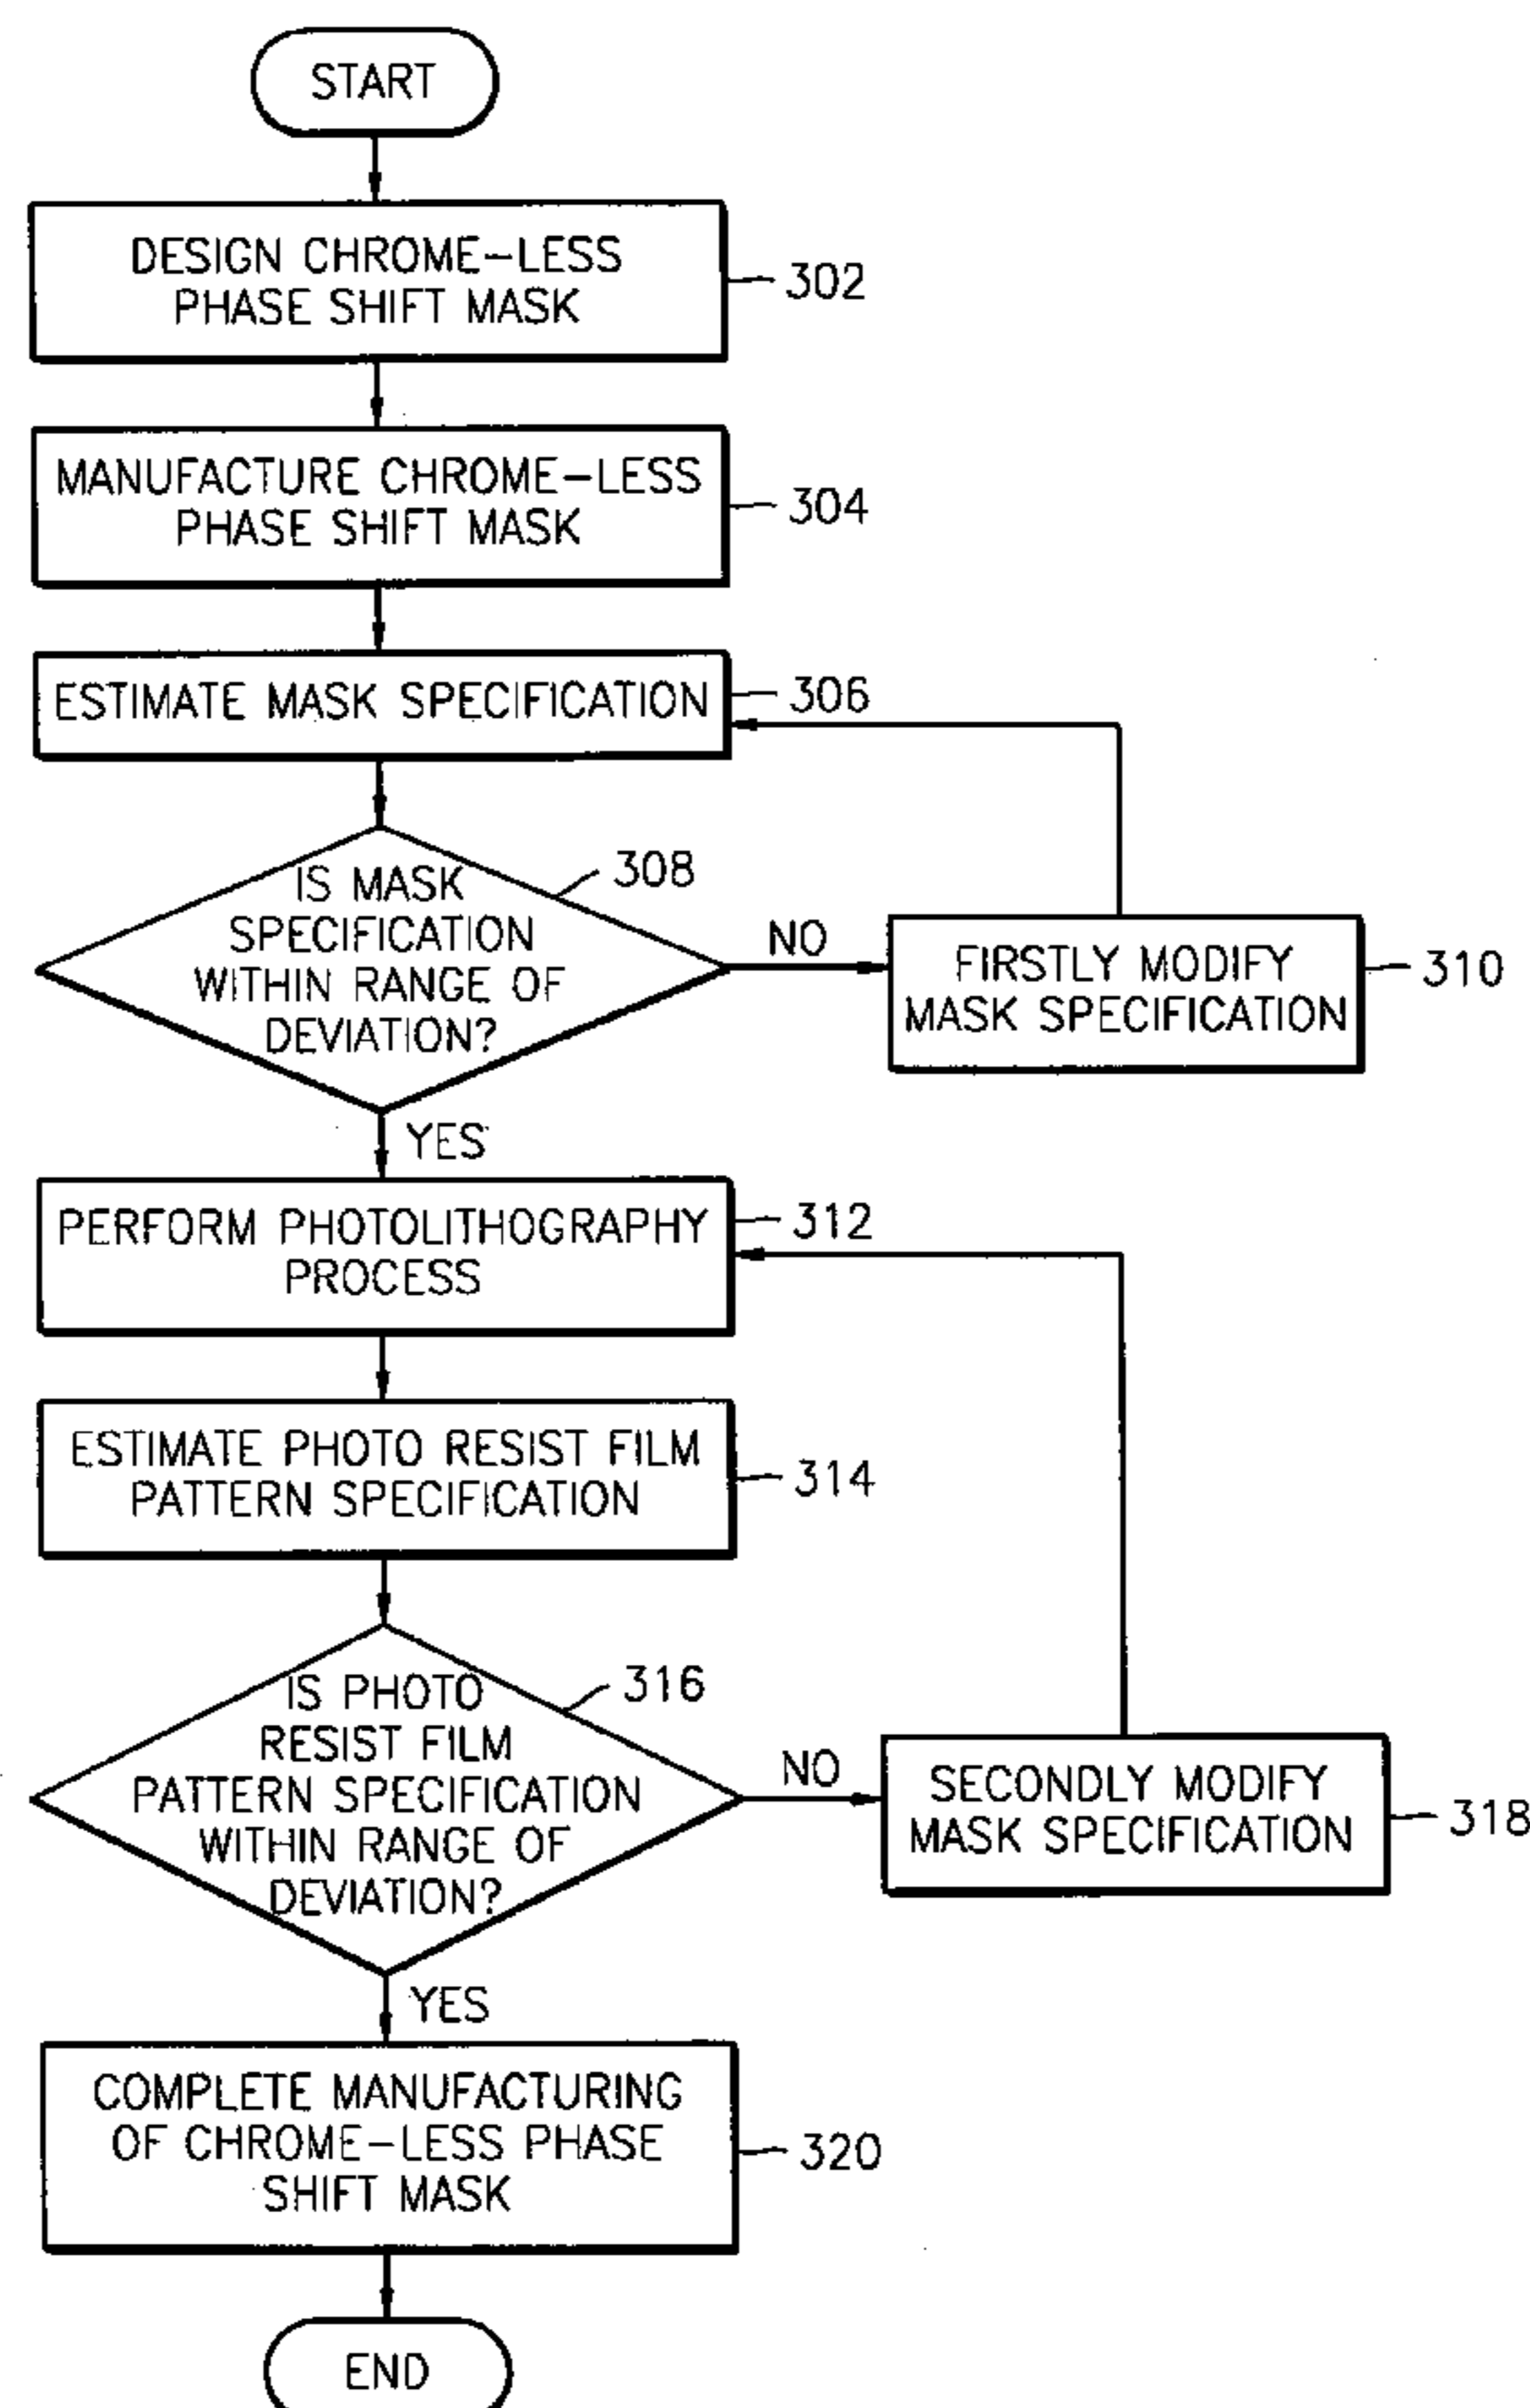 START
DESIGN CHROME-LESS
PHASE SHIFT MASK
302
MANUFACTURE CHROME-LESS
PHASE SHIFT MASK
304
ESTIMATE MASK SPECIFICATION
306
IS MASK
SPECIFICATION
WITHIN RANGE OF
DEVIATION?
308
NO
FIRSTLY MODIFY
MASK SPECIFICATION
310
YES
PERFORM PHOTOLITHOGRAPHY
PROCESS
312
ESTIMATE PHOTO RESIST FILM
PATTERN SPECIFICATION
314
IS PHOTO
RESIST FILM
PATTERN SPECIFICATION
WITHIN RANGE OF
DEVIATION?
316
NO
SECONDLY MODIFY
MASK SPECIFICATION
318
YES
COMPLETE MANUFACTURING
OF CHROME-LESS PHASE
SHIFT MASK
320
END